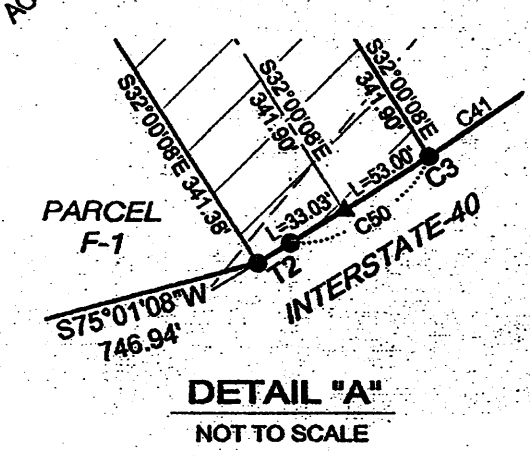 S32°00'08"E 341.36'
S32°00'08"E
341.90'
S32°00'08"E
341.90'
C41
L=53.00'
C3
L=33.03'
C50
T2
PARCEL
F-1
INTERSTATE-40
S75°01'08"W
746.94'
DETAIL "A"
NOT TO SCALE